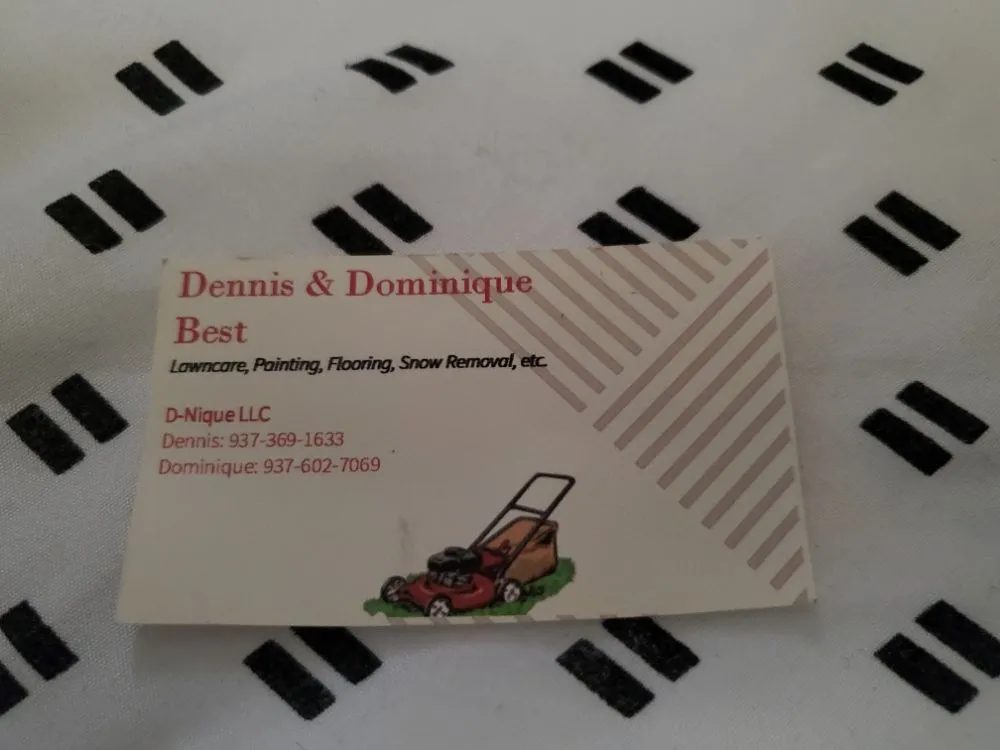 Dennis & Dominique
Best
Lawncare, Painting, Flooring, Snow Removal, etc.
D-Nique LLC
Dennis: 937-369-1633
Dominique: 937-602-7069